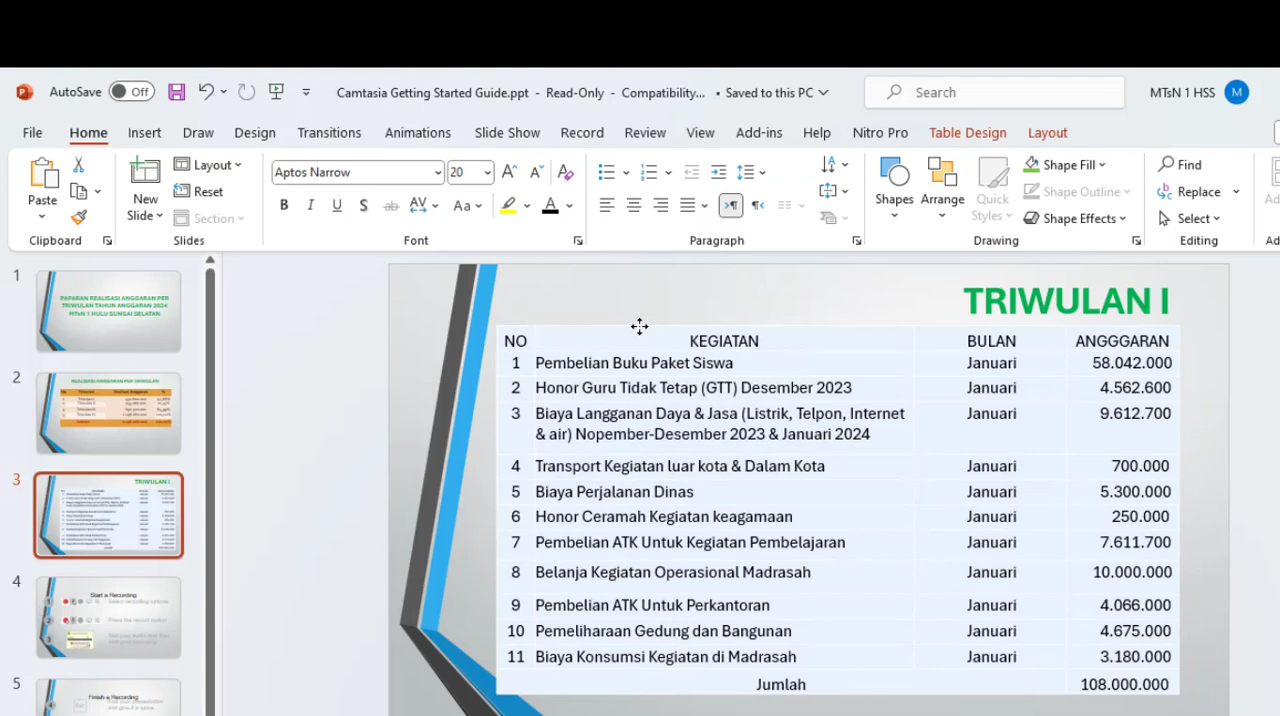 AutoSave Off Camtasia Getting Started Guide.ppt - Read-Only - Compatibility... • Saved to this PC Search MTsN 1 HSS M
File Home Insert Draw Design Transitions Animations Slide Show Record Review View Add-ins Help Nitro Pro Table Design Layout
Paste
Clipboard
New
Slide
Layout
Reset
Section
Slides
Aptos Narrow 20
B I U S ab AV Aa A
Font
Paragraph
Shapes
Arrange
Quick
Styles
Shape Fill
Shape Outline
Shape Effects
Drawing
Find
Replace
Select
Editing
Ad
1
PAPARAN REALISASI ANGGARAN PER
TRIWULAN TAHUN ANGGARAN 2024
MTsN 1 HULU SUNGAI SELATAN
2
3
TRIWULAN I
4
Start a Recording
5
Finish a Recording
TRIWULAN I
NO KEGIATAN BULAN ANGGGARAN
1 Pembelian Buku Paket Siswa Januari 58.042.000
2 Honor Guru Tidak Tetap (GTT) Desember 2023 Januari 4.562.600
3 Biaya Langganan Daya & Jasa (Listrik, Telpon, Internet Januari 9.612.700
& air) Nopember-Desember 2023 & Januari 2024
4 Transport Kegiatan luar kota & Dalam Kota Januari 700.000
5 Biaya Perjalanan Dinas Januari 5.300.000
6 Honor Ceramah Kegiatan keagamaan Januari 250.000
7 Pembelian ATK Untuk Kegiatan Pembelajaran Januari 7.611.700
8 Belanja Kegiatan Operasional Madrasah Januari 10.000.000
9 Pembelian ATK Untuk Perkantoran Januari 4.066.000
10 Pemeliharaan Gedung dan Bangunan Januari 4.675.000
11 Biaya Konsumsi Kegiatan di Madrasah Januari 3.180.000
Jumlah 108.000.000